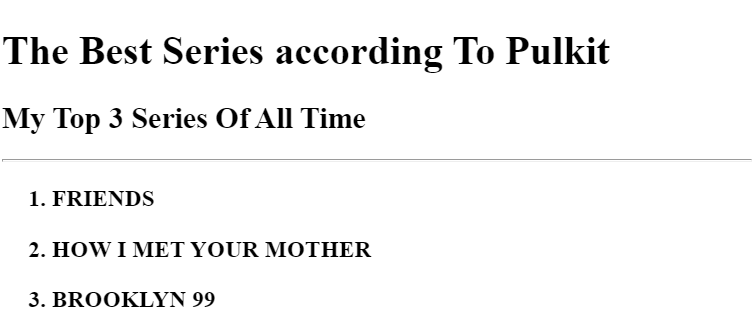 The Best Series according To Pulkit
My Top 3 Series Of All Time
1. FRIENDS
2. HOW I MET YOUR MOTHER
3. BROOKLYN 99